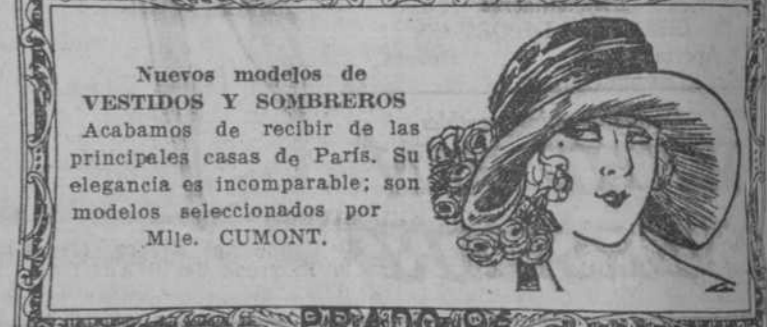 Nuevos modelos de
VESTIDOS Y SOMBREROS
Acabamos de recibir de las
principales casas de París. Su
elegancia es incomparable; son
modelos seleccionados por
Mlle. CUMONT.